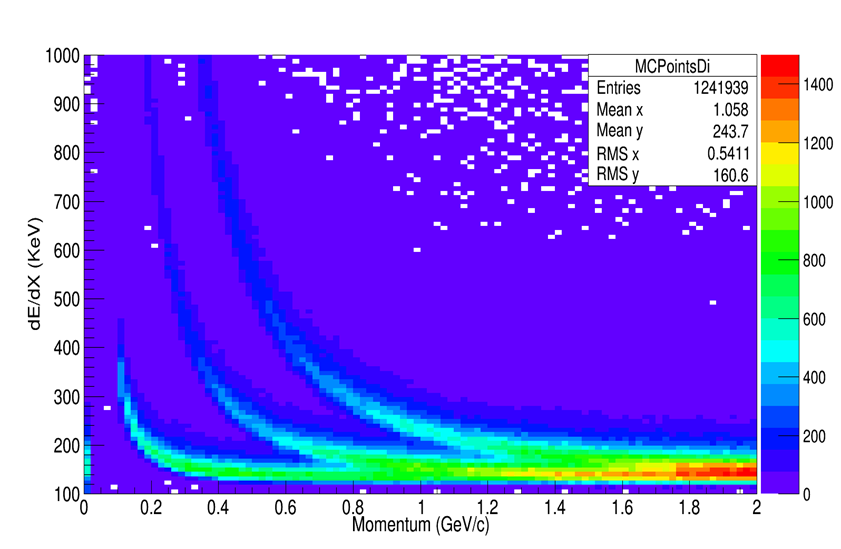 MCPointsDi
Entries 1241939
Mean x 1.058
Mean y 243.7
RMS x 0.5411
RMS y 160.6
1000
900
800
700
600
500
400
300
200
100
dE/dX (KeV)
0 0.2 0.4 0.6 0.8 1 1.2 1.4 1.6 1.8 2
Momentum (GeV/c)
1400
1200
1000
800
600
400
200
0